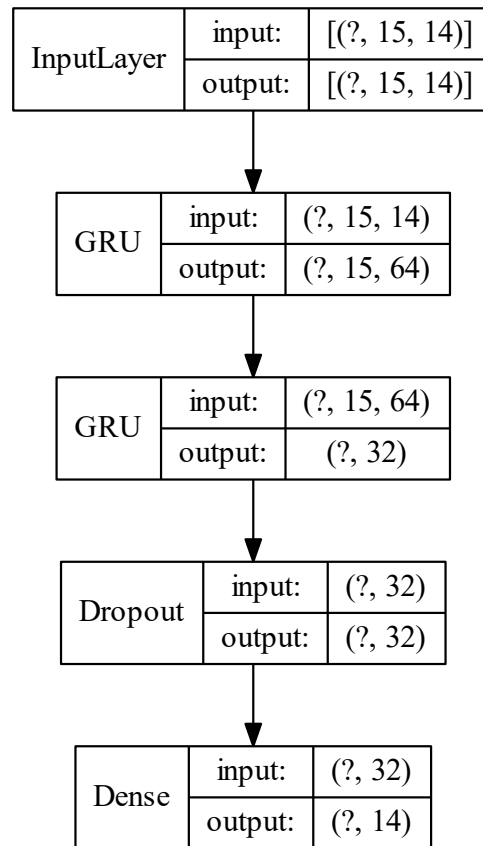 InputLayer
input: [(?, 15, 14)]
output: [(?, 15, 14)]
GRU
input: (?, 15, 14)
output: (?, 15, 64)
GRU
input: (?, 15, 64)
output: (?, 32)
Dropout
input: (?, 32)
output: (?, 32)
Dense
input: (?, 32)
output: (?, 14)